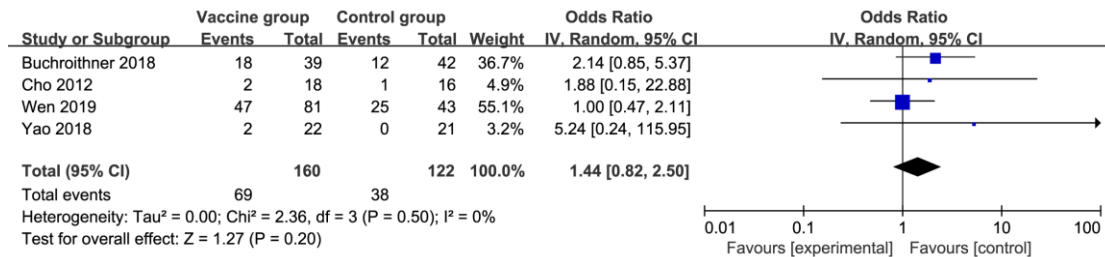 Vaccine group Control group Odds Ratio Odds Ratio
Study or Subgroup Events Total Events Total Weight IV, Random, 95% CI IV, Random, 95% CI
Buchroithner 2018 18 39 12 42 36.7% 2.14 [0.85, 5.37]
Cho 2012 2 18 1 16 4.9% 1.88 [0.15, 22.88]
Wen 2019 47 81 25 43 55.1% 1.00 [0.47, 2.11]
Yao 2018 2 22 0 21 3.2% 5.24 [0.24, 115.95]
Total (95% CI) 160 122 100.0% 1.44 [0.82, 2.50]
Total events 69 38
Heterogeneity: Tau² = 0.00; Chi² = 2.36, df = 3 (P = 0.50); I² = 0%
Test for overall effect: Z = 1.27 (P = 0.20)
0.01 0.1 1 10 100
Favours [experimental] Favours [control]